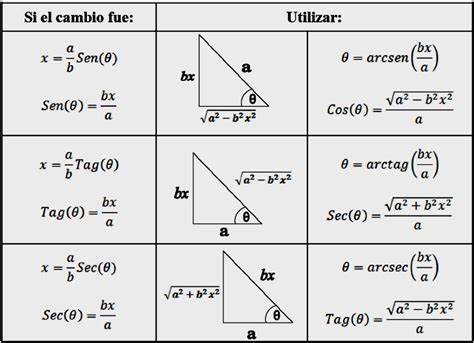 Si el cambio fue: Utilizar:
x = a/b Sen(θ)
Sen(θ) = bx/a
bx a θ
√a² − b²x²
θ = arcsen(bx/a)
Cos(θ) = √a² − b²x²/a
x = a/b Tag(θ)
Tag(θ) = bx/a
√a² − b²x²
bx θ
a
θ = arctag(bx/a)
Sec(θ) = √a² + b²x²/a
x = a/b Sec(θ)
Sec(θ) = bx/a
bx
√a² + b²x² θ
a
θ = arcsec(bx/a)
Tag(θ) = √a² − b²x²/a